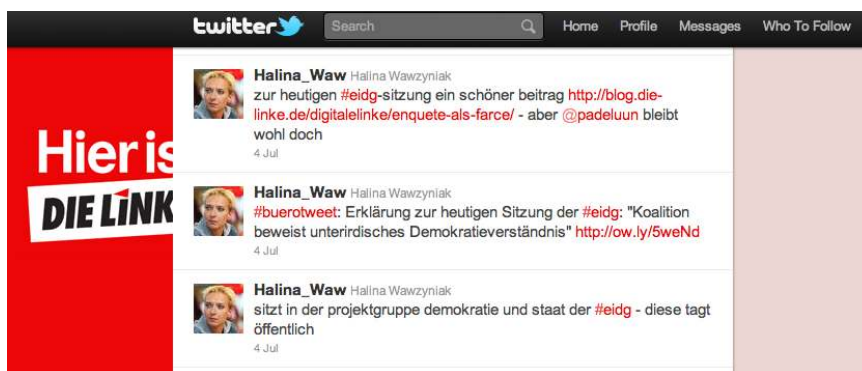 twitter
Search
Home Profile Messages Who To Follow
Hier is
DIE LINK
Halina_Waw Halina Wawzyniak
zur heutigen #eidg-sitzung ein schöner beitrag http://blog.die-
linke.de/digitalelinke/enquete-als-farce/ - aber @padeluun bleibt
wohl doch
4 Jul
Halina_Waw Halina Wawzyniak
#buerotweet: Erklärung zur heutigen Sitzung der #eidg: "Koalition
beweist unterirdisches Demokratieverständnis" http://ow.ly/5weNd
4 Jul
Halina_Waw Halina Wawzyniak
sitzt in der projektgruppe demokratie und staat der #eidg - diese tagt
öffentlich
4 Jul